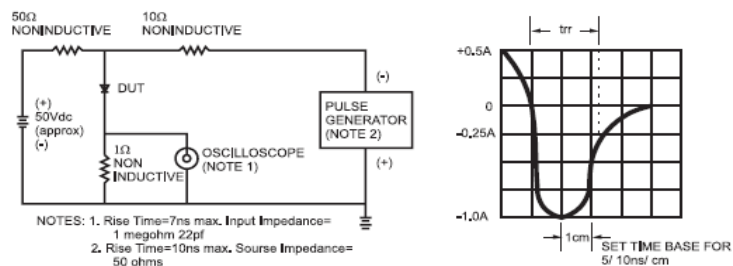 50Ω
NONINDUCTIVE
10Ω
NONINDUCTIVE
DUT
(+)
50Vdc
(approx)
(-)
1Ω
NON
INDUCTIVE
OSCILLOSCOPE
(NOTE 1)
(-)
PULSE
GENERATOR
(NOTE 2)
(+)
NOTES: 1. Rise Time=7ns max. Input Impedance=
1 megohm 22pf
2. Rise Time=10ns max. Sourse Impedance=
50 ohms
trr
+0.5A
0
-0.25A
-1.0A
1cm
SET TIME BASE FOR
5/ 10ns/ cm